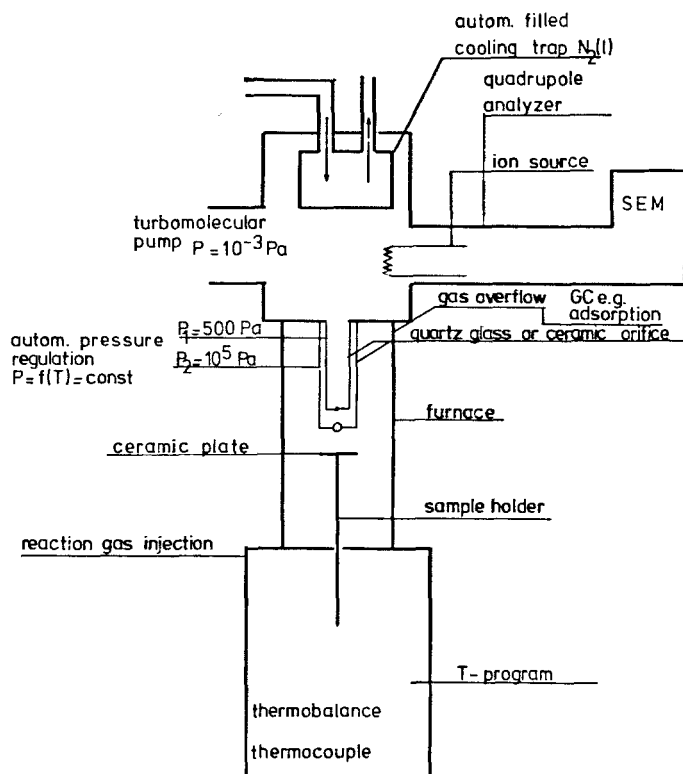 autom. filled
cooling trap N₂(l)
quadrupole
analyzer
ion source
SEM
turbomolecular
pump P = 10⁻³ Pa
gas overflow GC e.g.
adsorption
P₁=500 Pa
quartz glass or ceramic orifice
autom. pressure
regulation
P₂=10⁵ Pa
P=f(T)=const
furnace
ceramic plate
sample holder
reaction gas injection
T-program
thermobalance
thermocouple